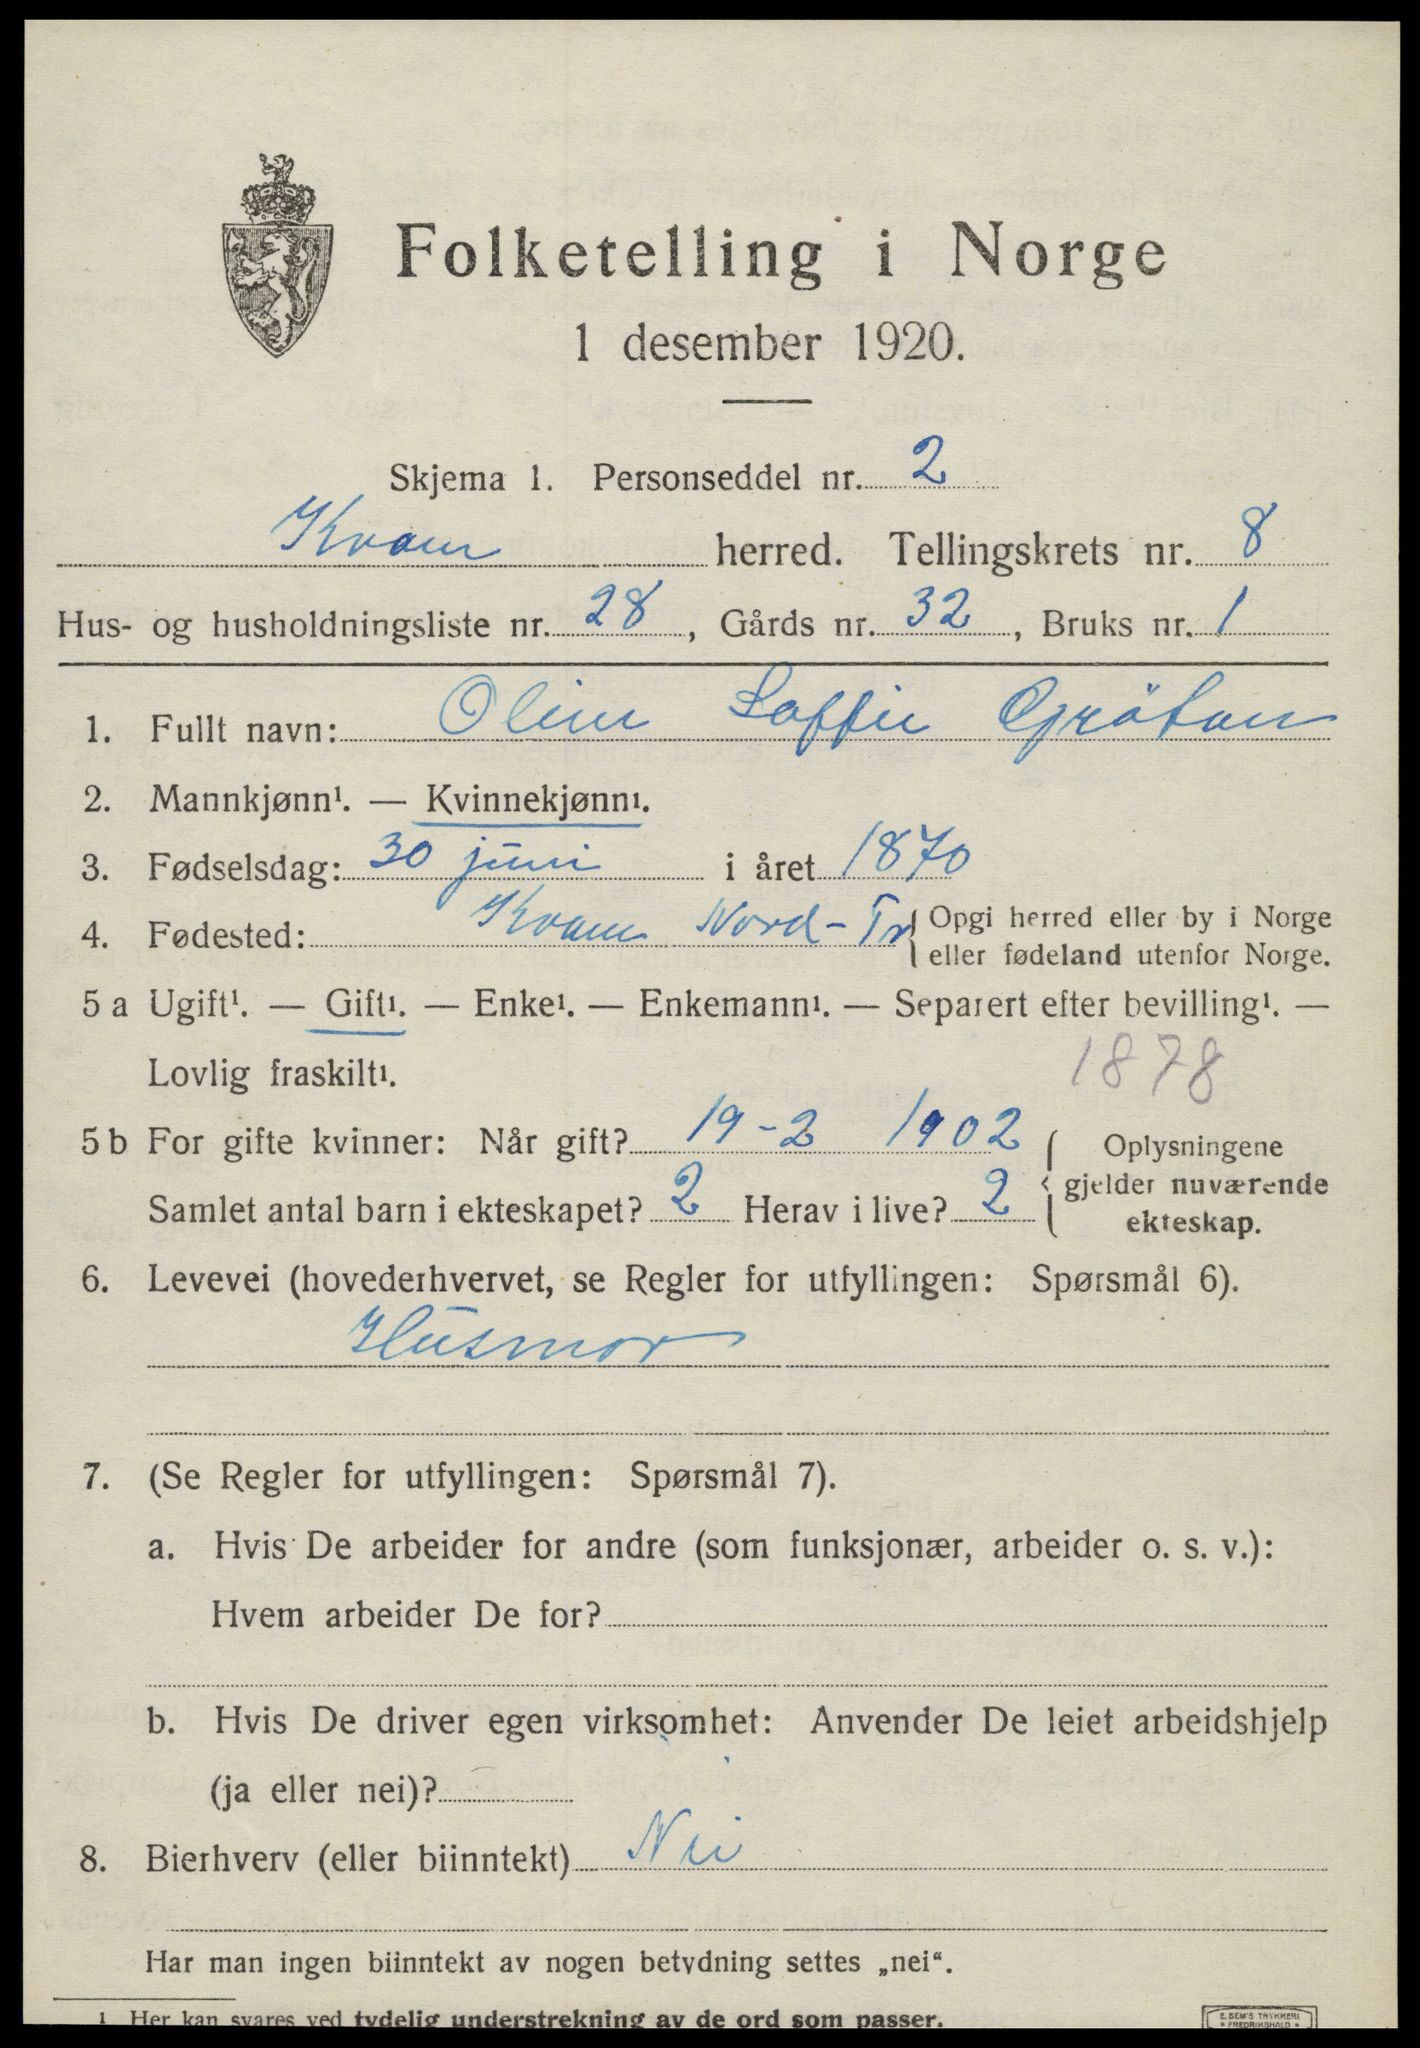 Folketelling i Norge
1 desember 1920.
Skjema 1. Personseddel nr. 2
Kvam herred. Tellingskrets nr. 8
Hus- og husholdningsliste nr. 28, Gårds nr. 32, Bruks nr. 1
1. Fullt navn: Oline Soffie Gråtan
2. Mannkjønn¹. — Kvinnekjønn¹.
3. Fødselsdag: 30 juni i året 1870
4. Fødested: Kvam Nord-Tr { Opgi herred eller by i Norge
eller fødeland utenfor Norge.
5 a Ugift¹. — Gift¹. — Enke¹. — Enkemann¹. — Separert efter bevilling¹. —
Lovlig fraskilt¹. 1878
5 b For gifte kvinner: Når gift? 19-2 1902 { Oplysningene
gjelder nuværende
Samlet antal barn i ekteskapet? 2 Herav i live? 2 ekteskap.
6. Levevei (hovederhvervet, se Regler for utfyllingen: Spørsmål 6).
Husmor
7. (Se Regler for utfyllingen: Spørsmål 7).
a. Hvis De arbeider for andre (som funksjonær, arbeider o. s. v.):
Hvem arbeider De for?
b. Hvis De driver egen virksomhet: Anvender De leiet arbeidshjelp
(ja eller nei)?
8. Bierhverv (eller biinntekt) Nei
Har man ingen biinntekt av nogen betydning settes „nei“.
1 Her kan svares ved tydelig understrekning av de ord som passer.
E. SEM'S TRYKKERI
• FREDRIKSHALD •